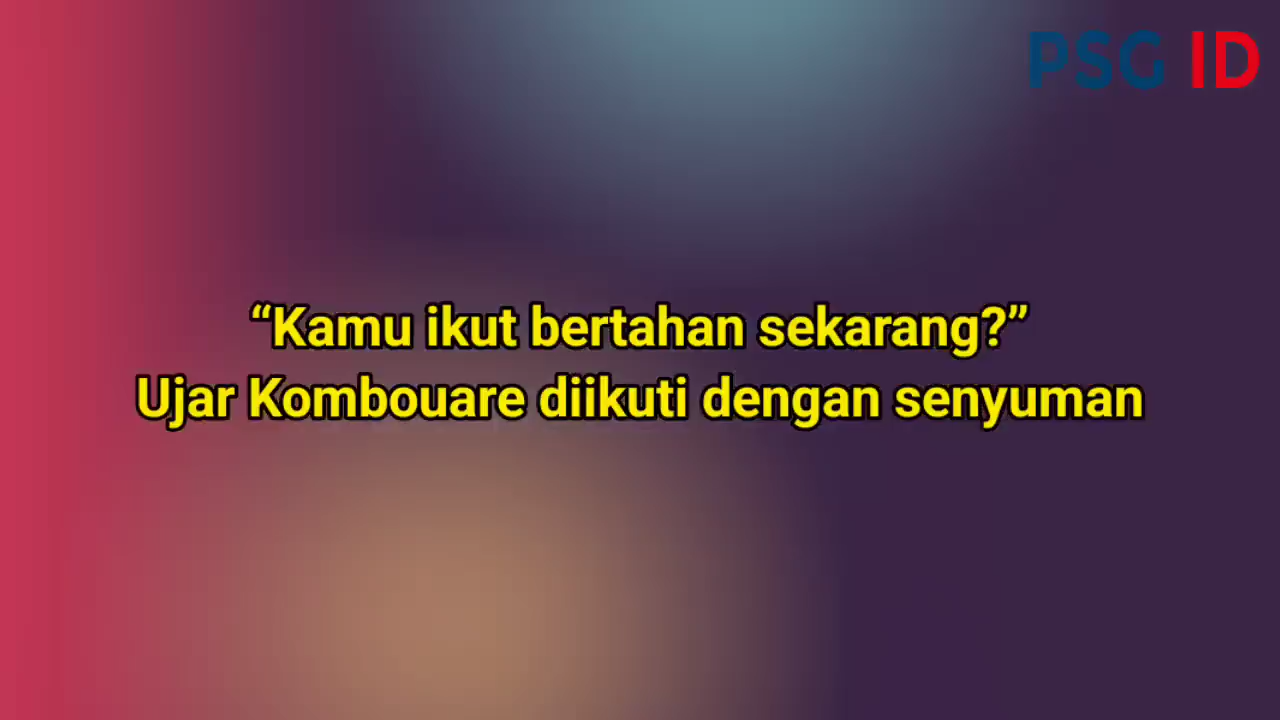 PSG ID
“Kamu ikut bertahan sekarang?”
Ujar Kombouare diikuti dengan senyuman